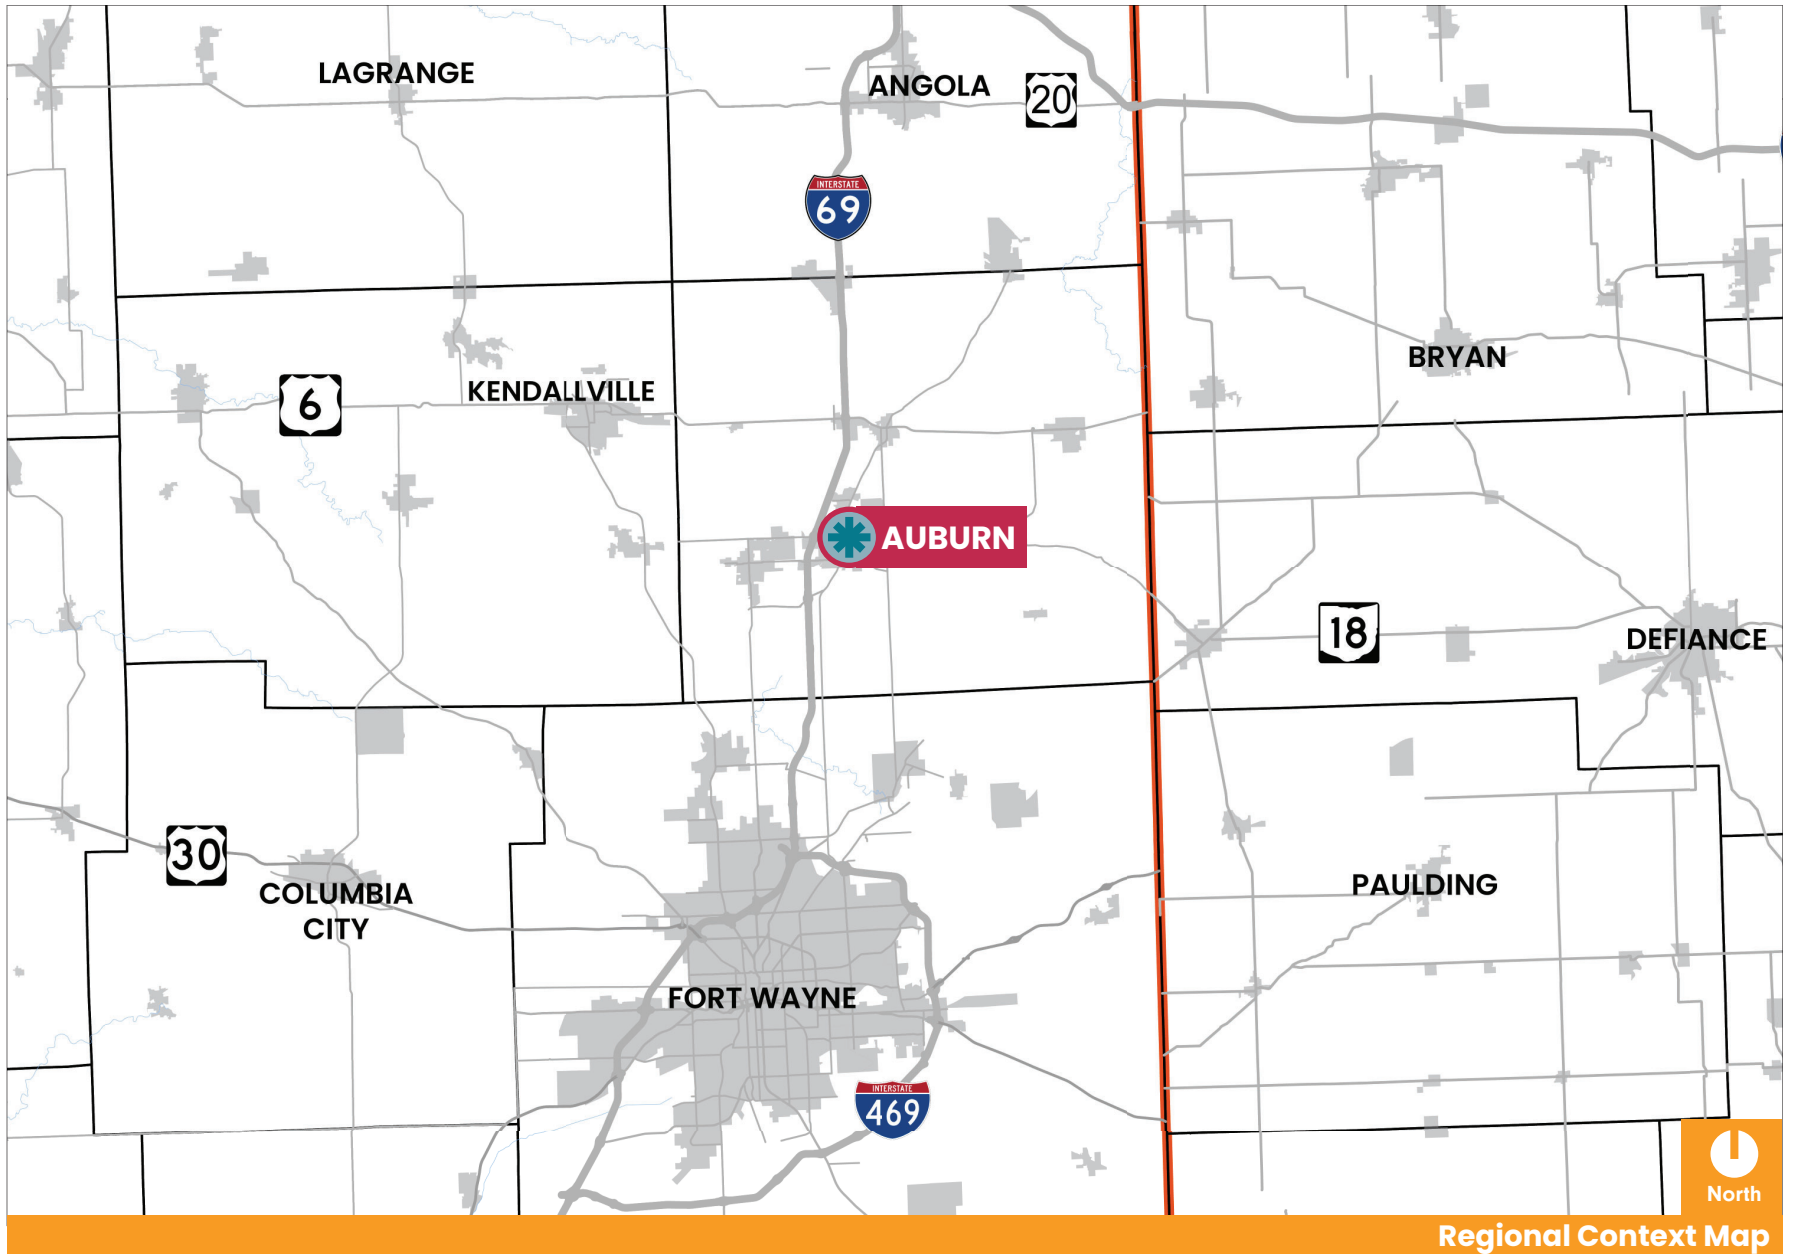 LAGRANGE
ANGOLA
20
INTERSTATE
69
BRYAN
6
KENDALLVILLE
AUBURN
18
DEFIANCE
30
COLUMBIA
CITY
PAULDING
FORT WAYNE
INTERSTATE
469
North
Regional Context Map